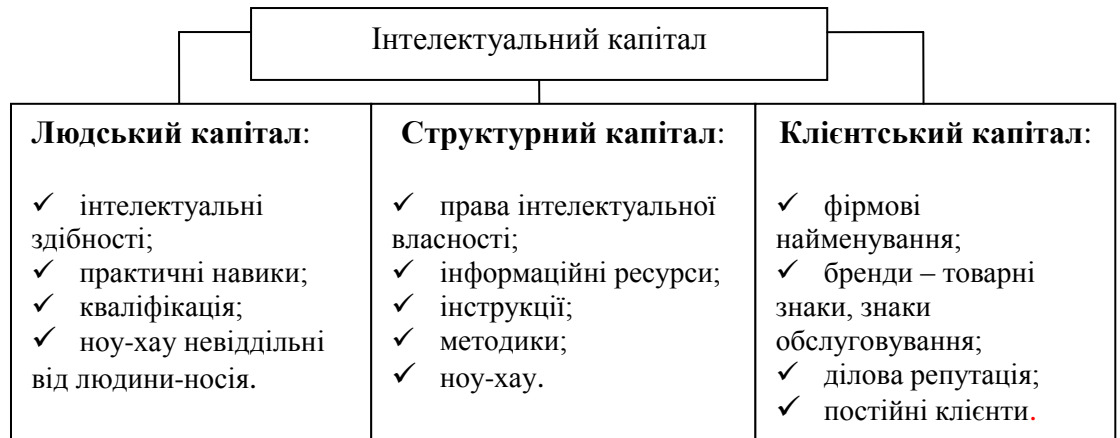 Інтелектуальний капітал
Людський капітал:
✓ інтелектуальні
здібності;
✓ практичні навики;
✓ кваліфікація;
✓ ноу-хау невіддільні
від людини-носія.
Структурний капітал:
✓ права інтелектуальної
власності;
✓ інформаційні ресурси;
✓ інструкції;
✓ методики;
✓ ноу-хау.
Клієнтський капітал:
✓ фірмові
найменування;
✓ бренди – товарні
знаки, знаки
обслуговування;
✓ ділова репутація;
✓ постійні клієнти.